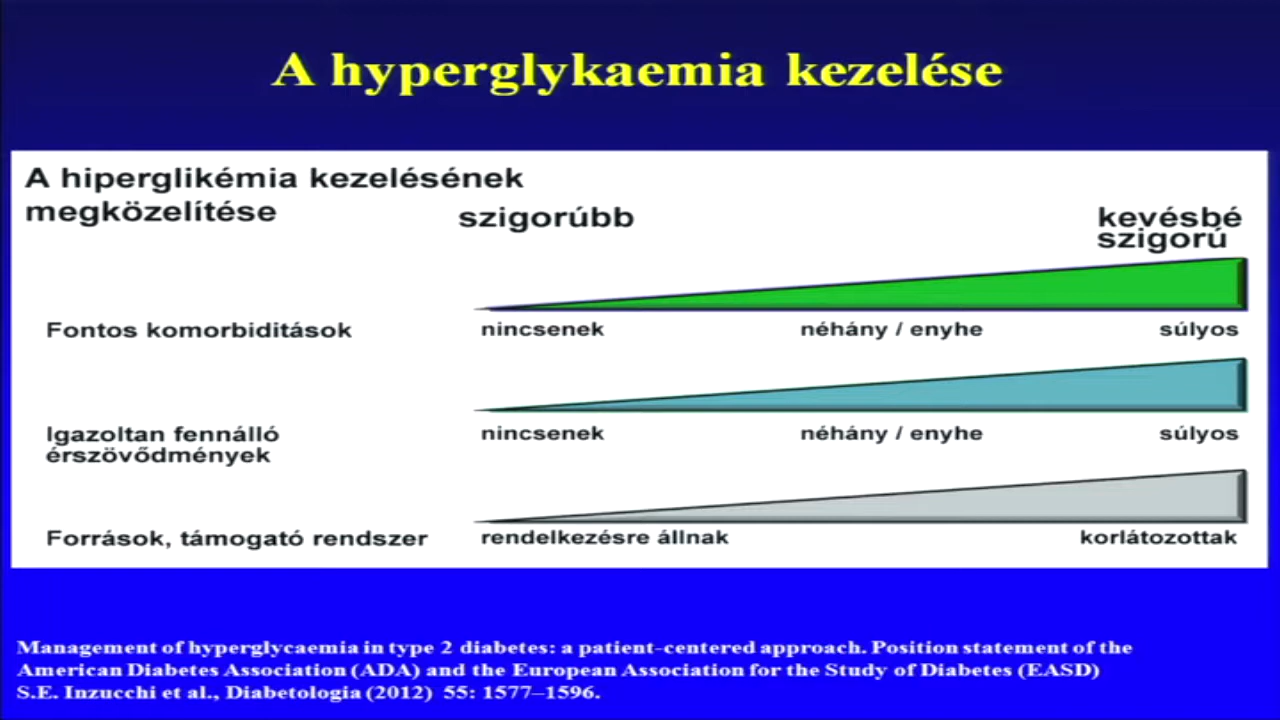 A hyperglykaemia kezelése
A hiperglikémia kezelésének
megközelítése
szigorúbb
kevésbé
szigorú
Fontos komorbiditások
nincsenek
néhány / enyhe
súlyos
Igazoltan fennálló
érszövődmények
nincsenek
néhány / enyhe
súlyos
Források, támogató rendszer
rendelkezésre állnak
korlátozottak
Management of hyperglycaemia in type 2 diabetes: a patient-centered approach. Position statement of the
American Diabetes Association (ADA) and the European Association for the Study of Diabetes (EASD)
S.E. Inzucchi et al., Diabetologia (2012) 55: 1577–1596.